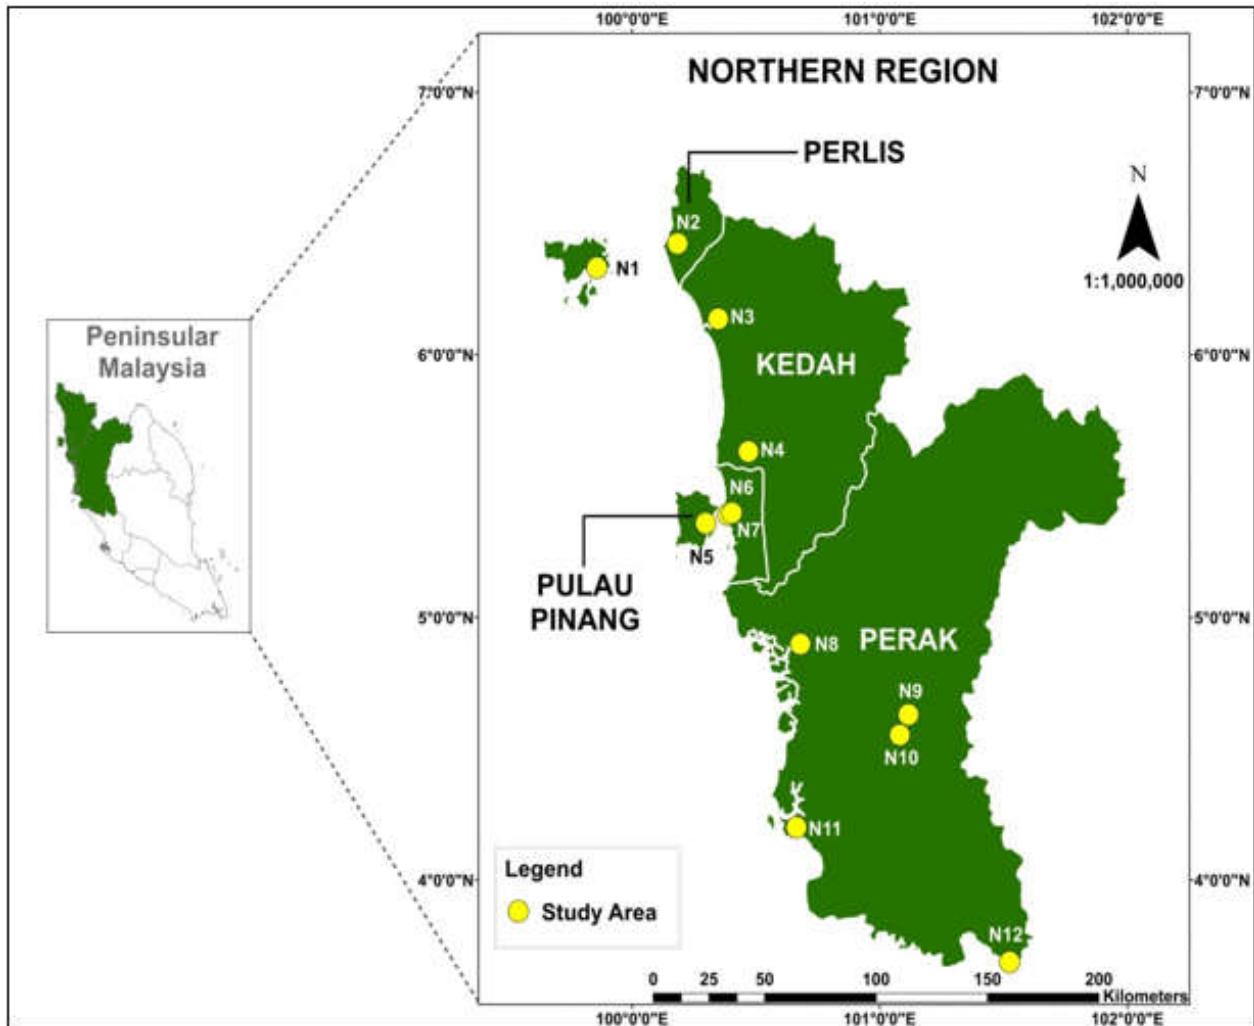 100°0'0"E 101°0'0"E 102°0'0"E
NORTHERN REGION
7°0'0"N 7°0'0"N
PERLIS
N
N2
N1
1:1,000,000
N3
Peninsular
Malaysia
6°0'0"N 6°0'0"N
KEDAH
N4
N6
N7
N5
PULAU
PINANG
5°0'0"N 5°0'0"N
N8
PERAK
N9
N10
N11
Legend
Study Area
4°0'0"N 4°0'0"N
N12
0 25 50 100 150 200
Kilometers
100°0'0"E 101°0'0"E 102°0'0"E